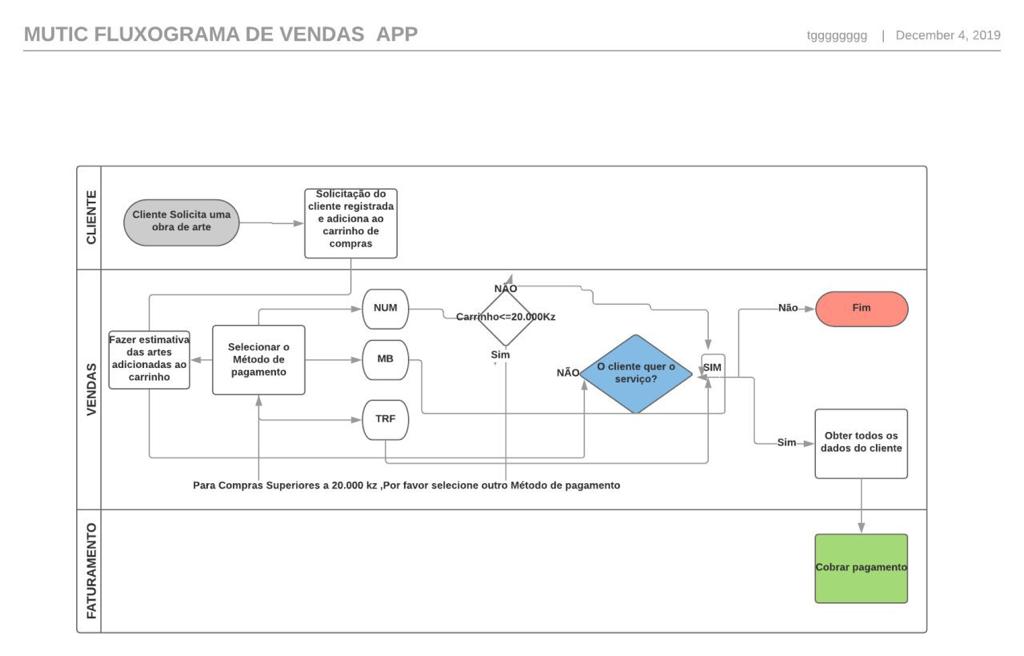 MUTIC FLUXOGRAMA DE VENDAS APP
tgggggggg | December 4, 2019
CLIENTE
Cliente Solicita uma
obra de arte
Solicitação do
cliente registrada
e adiciona ao
carrinho de
compras
VENDAS
Fazer estimativa
das artes
adicionadas ao
carrinho
Selecionar o
Método de
pagamento
NUM
MB
TRF
NÃO
Carrinho<=20.000Kz
Sim
NÃO
O cliente quer o
serviço?
SIM
Não
Fim
Sim
Obter todos os
dados do cliente
Para Compras Superiores a 20.000 kz ,Por favor selecione outro Método de pagamento
FATURAMENTO
Cobrar pagamento